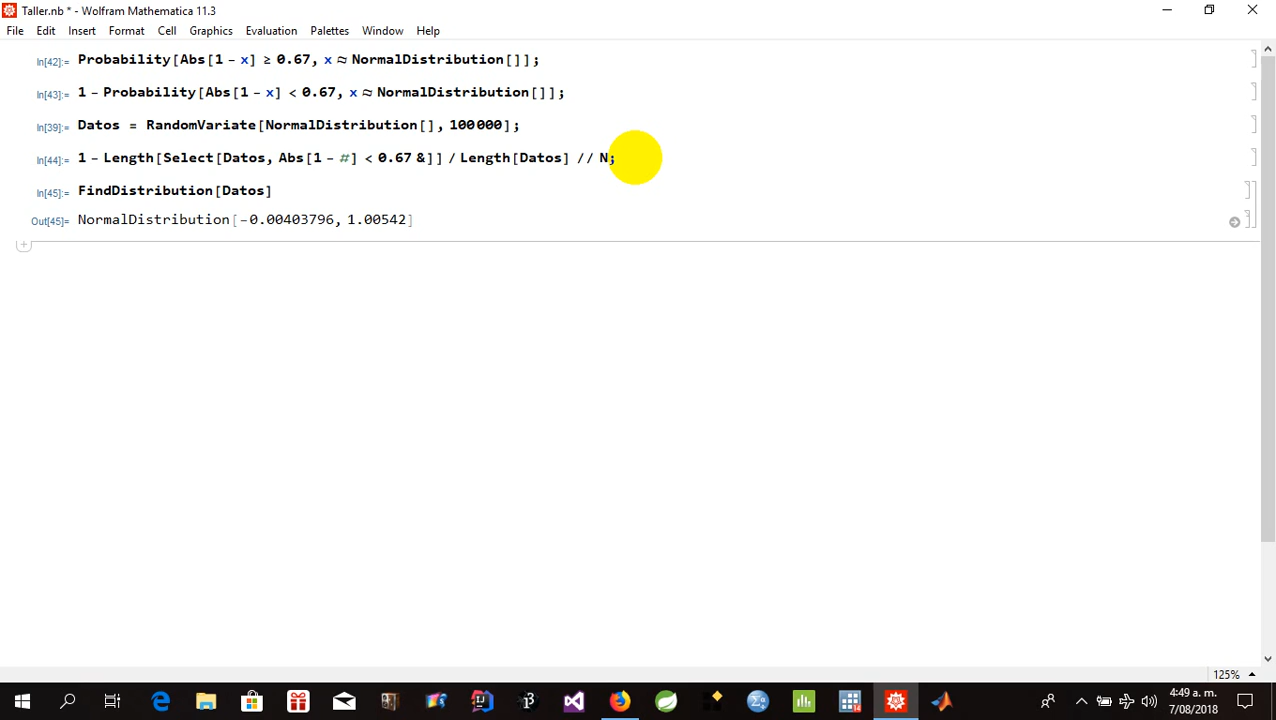 Taller.nb * - Wolfram Mathematica 11.3
File Edit Insert Format Cell Graphics Evaluation Palettes Window Help
In[42]:= Probability[Abs[1 - x] ≥ 0.67, x ≈ NormalDistribution[]];
In[43]:= 1 - Probability[Abs[1 - x] < 0.67, x ≈ NormalDistribution[]];
In[39]:= Datos = RandomVariate[NormalDistribution[], 100000];
In[44]:= 1 - Length[Select[Datos, Abs[1 - #] < 0.67 &]] / Length[Datos] // N;
In[45]:= FindDistribution[Datos]
Out[45]= NormalDistribution[-0.00403796, 1.00542]
125%
4:49 a. m.
7/08/2018